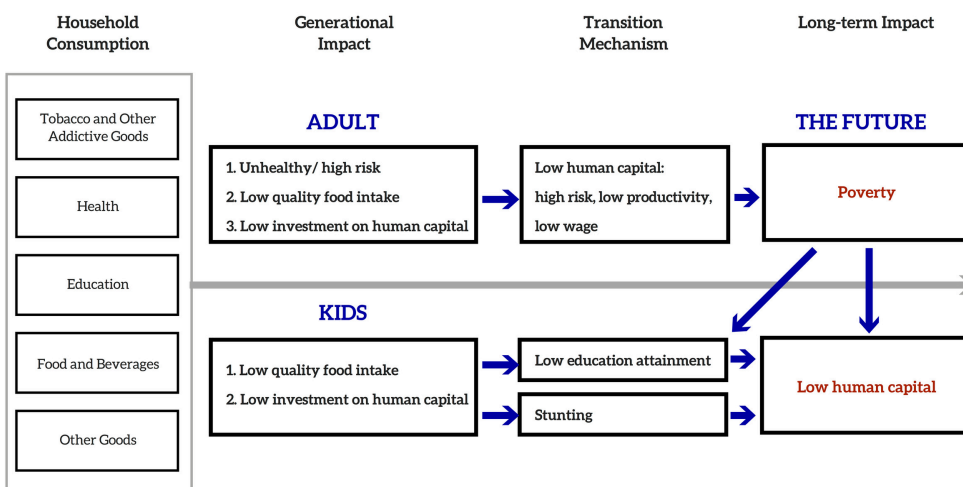 Household
Consumption
Generational
Impact
Transition
Mechanism
Long-term Impact
Tobacco and Other
Addictive Goods
Health
Education
Food and Beverages
Other Goods
ADULT
1. Unhealthy/ high risk
2. Low quality food intake
3. Low investment on human capital
Low human capital:
high risk, low productivity,
low wage
THE FUTURE
Poverty
KIDS
1. Low quality food intake
2. Low investment on human capital
Low education attainment
Stunting
Low human capital